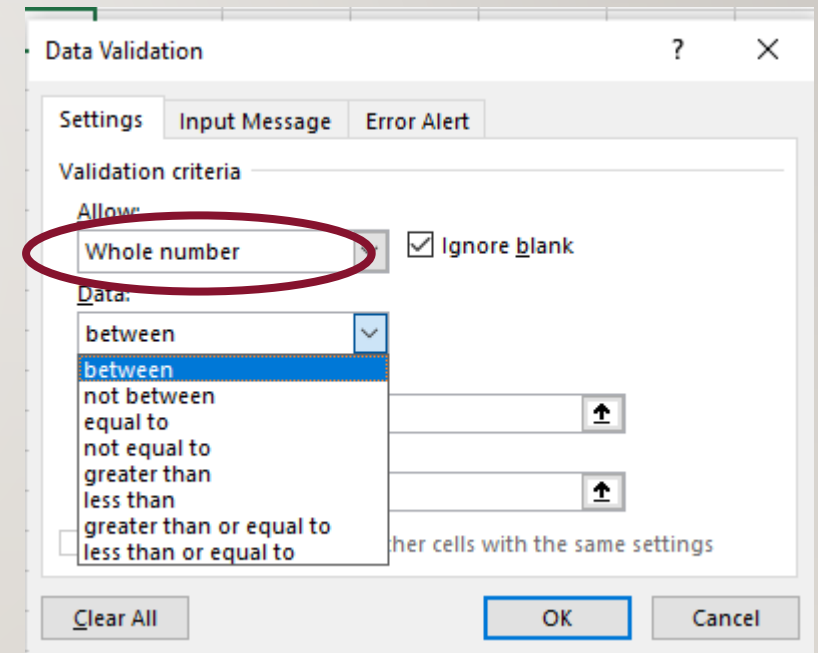 Data Validation ?
Settings Input Message Error Alert
Validation criteria
Allow:
Whole number Ignore blank
Data:
between
between
not between
equal to
not equal to
greater than
less than
greater than or equal to
less than or equal to
cells with the same settings
Clear All OK Cancel